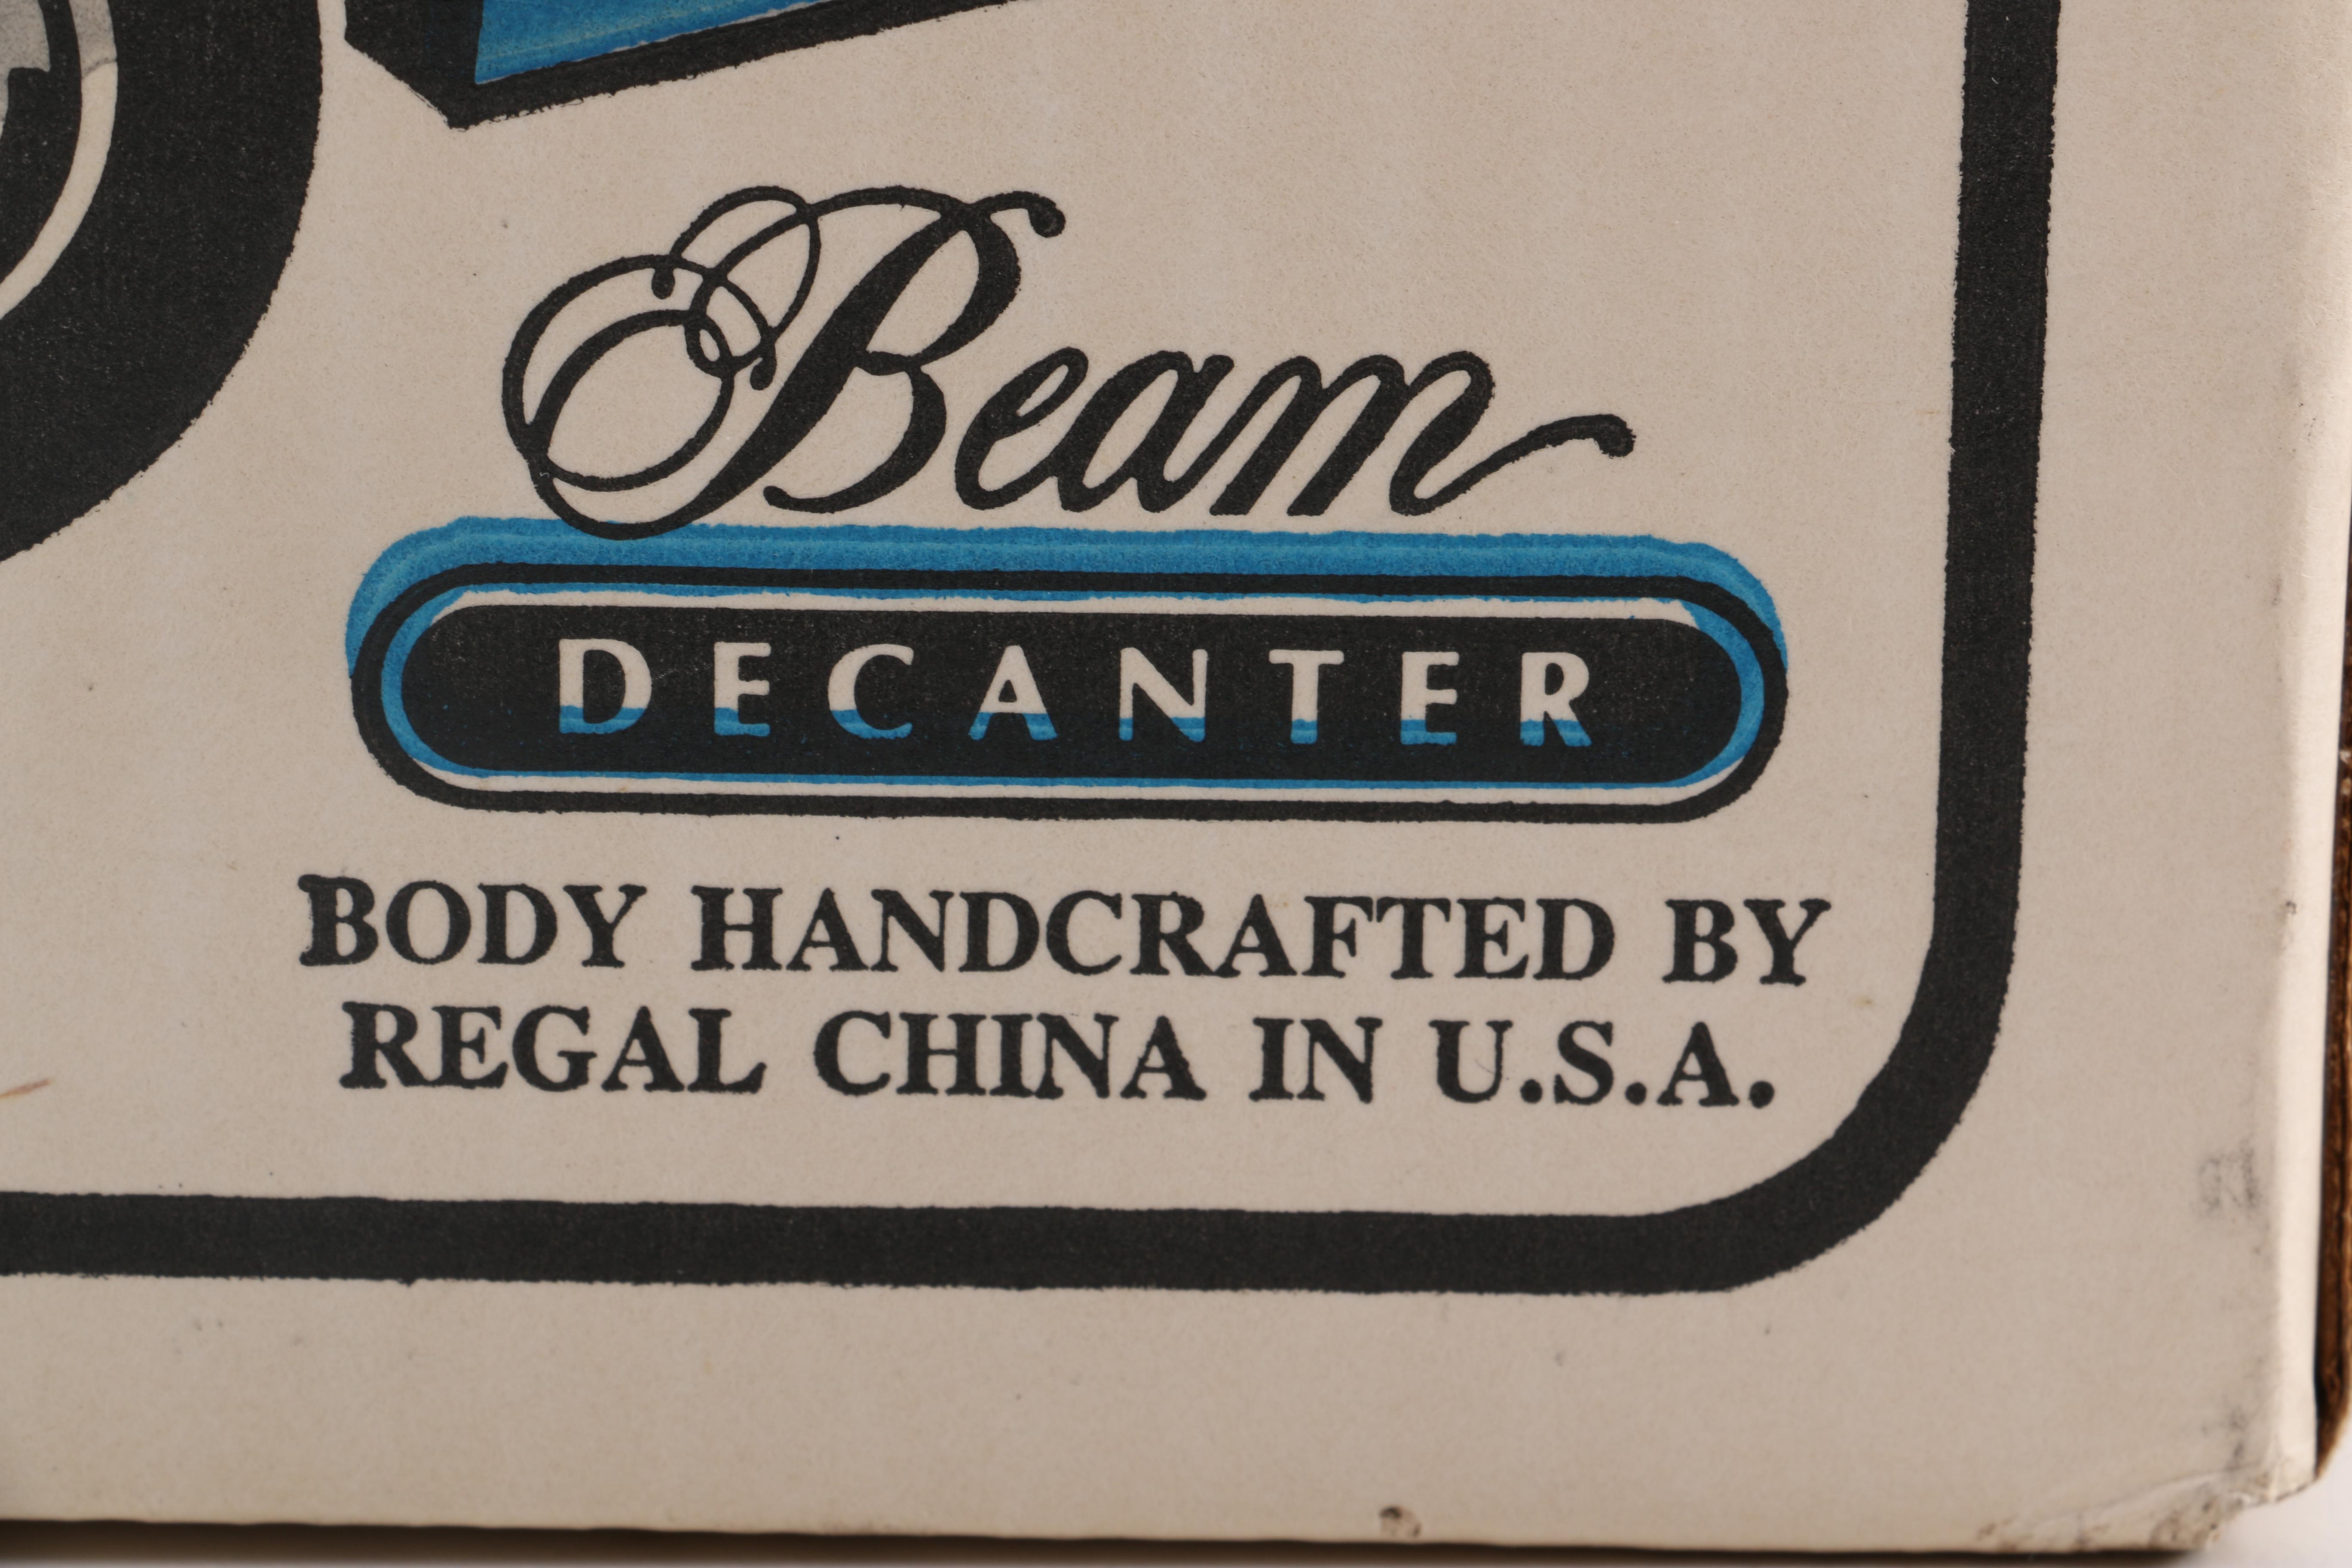 Beam
DECANTER
BODY HANDCRAFTED BY
REGAL CHINA IN U.S.A.